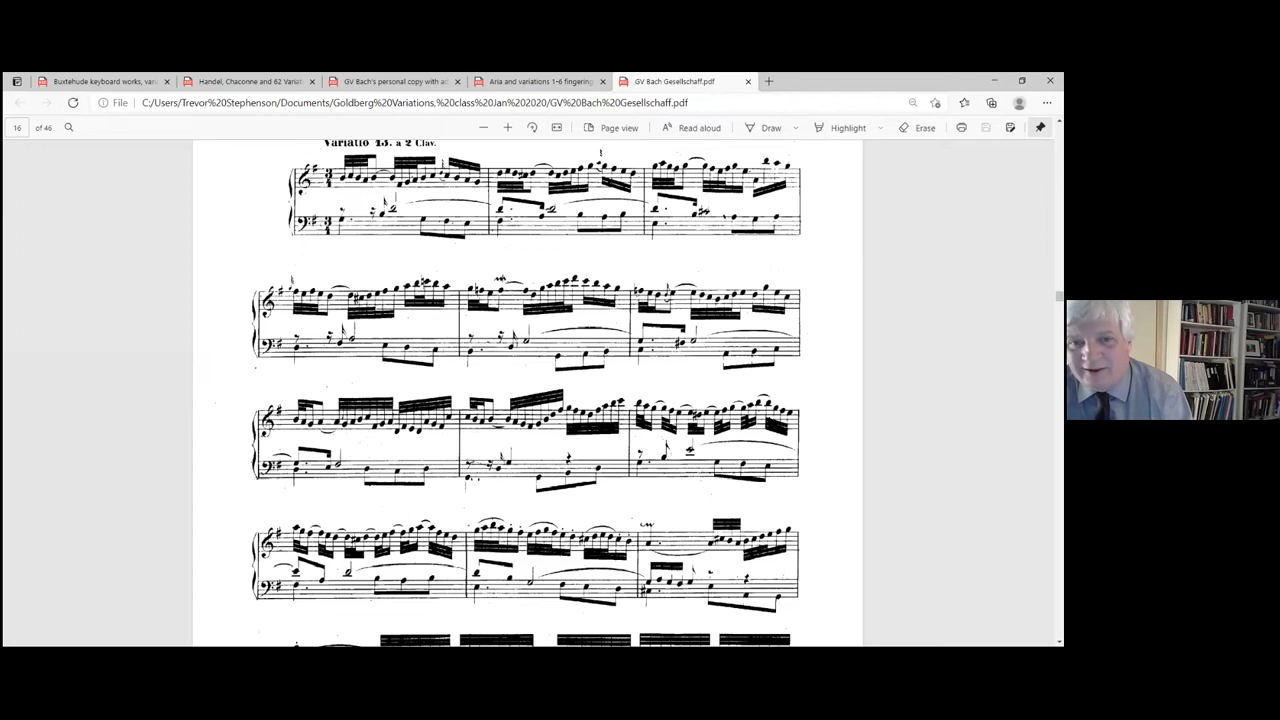 Buxtehude keyboard works, var
Handel, Chaconne and 62 Variat
GV Bach's personal copy with ac
Aria and variations 1-6 fingering
GV Bach Gesellschaff.pdf
File C:/Users/Trevor%20Stephenson/Documents/Goldberg%20Variations,%20class%20Jan%202020/GV%20Bach%20Gesellschaff.pdf
16 of 46
Page view
Read aloud
Draw
Highlight
Erase
Variatio 13. a 2 Clav.